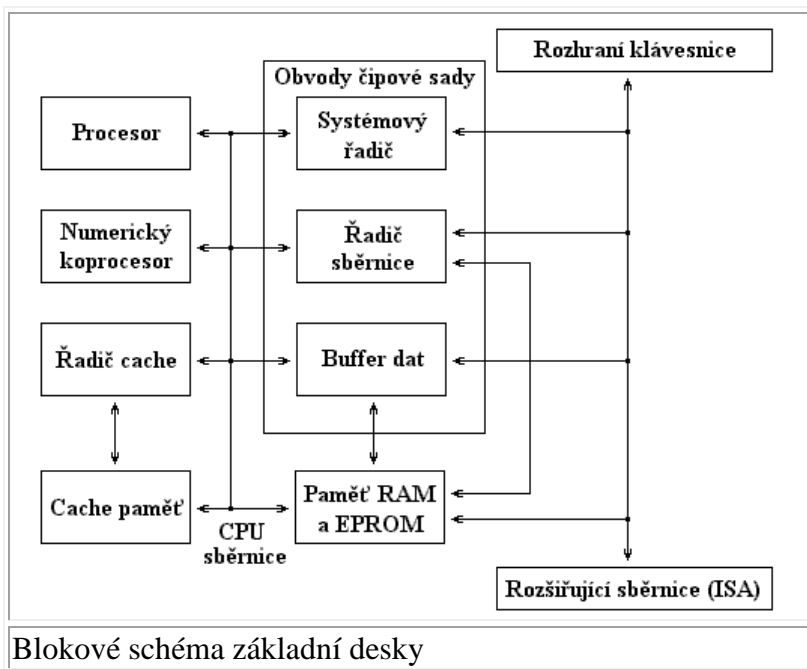 Rozhraní klávesnice
Obvody čipové sady
Procesor
Systémový
řadič
Numerický
koprocesor
Řadič
sběrnice
Řadič cache
Buffer dat
Cache paměť
Paměť RAM
a EPROM
CPU
sběrnice
Rozšiřující sběrnice (ISA)
Blokové schéma základní desky